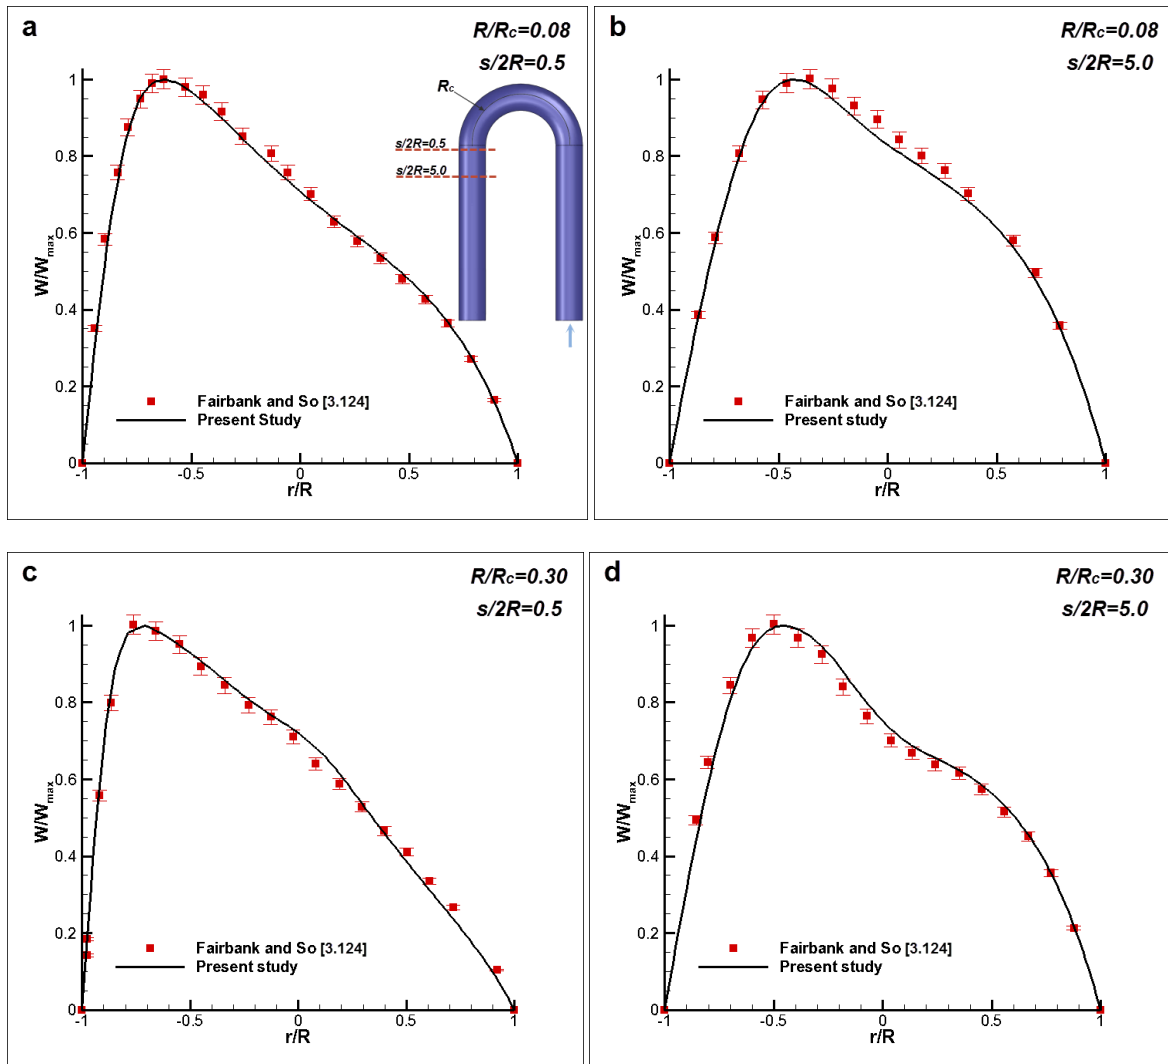 a
R/Rc=0.08
s/2R=0.5
Rc
s/2R=0.5
s/2R=5.0
W/Wmax
1
0.8
0.6
0.4
0.2
0
Fairbank and So [3.124]
Present Study
-1
-0.5
0
0.5
1
r/R
b
R/Rc=0.08
s/2R=5.0
W/Wmax
1
0.8
0.6
0.4
0.2
0
Fairbank and So [3.124]
Present study
-1
-0.5
0
0.5
1
r/R
c
R/Rc=0.30
s/2R=0.5
W/Wmax
1
0.8
0.6
0.4
0.2
0
Fairbank and So [3.124]
Present study
-1
-0.5
0
0.5
1
r/R
d
R/Rc=0.30
s/2R=5.0
W/Wmax
1
0.8
0.6
0.4
0.2
0
Fairbank and So [3.124]
Present study
-1
-0.5
0
0.5
1
r/R